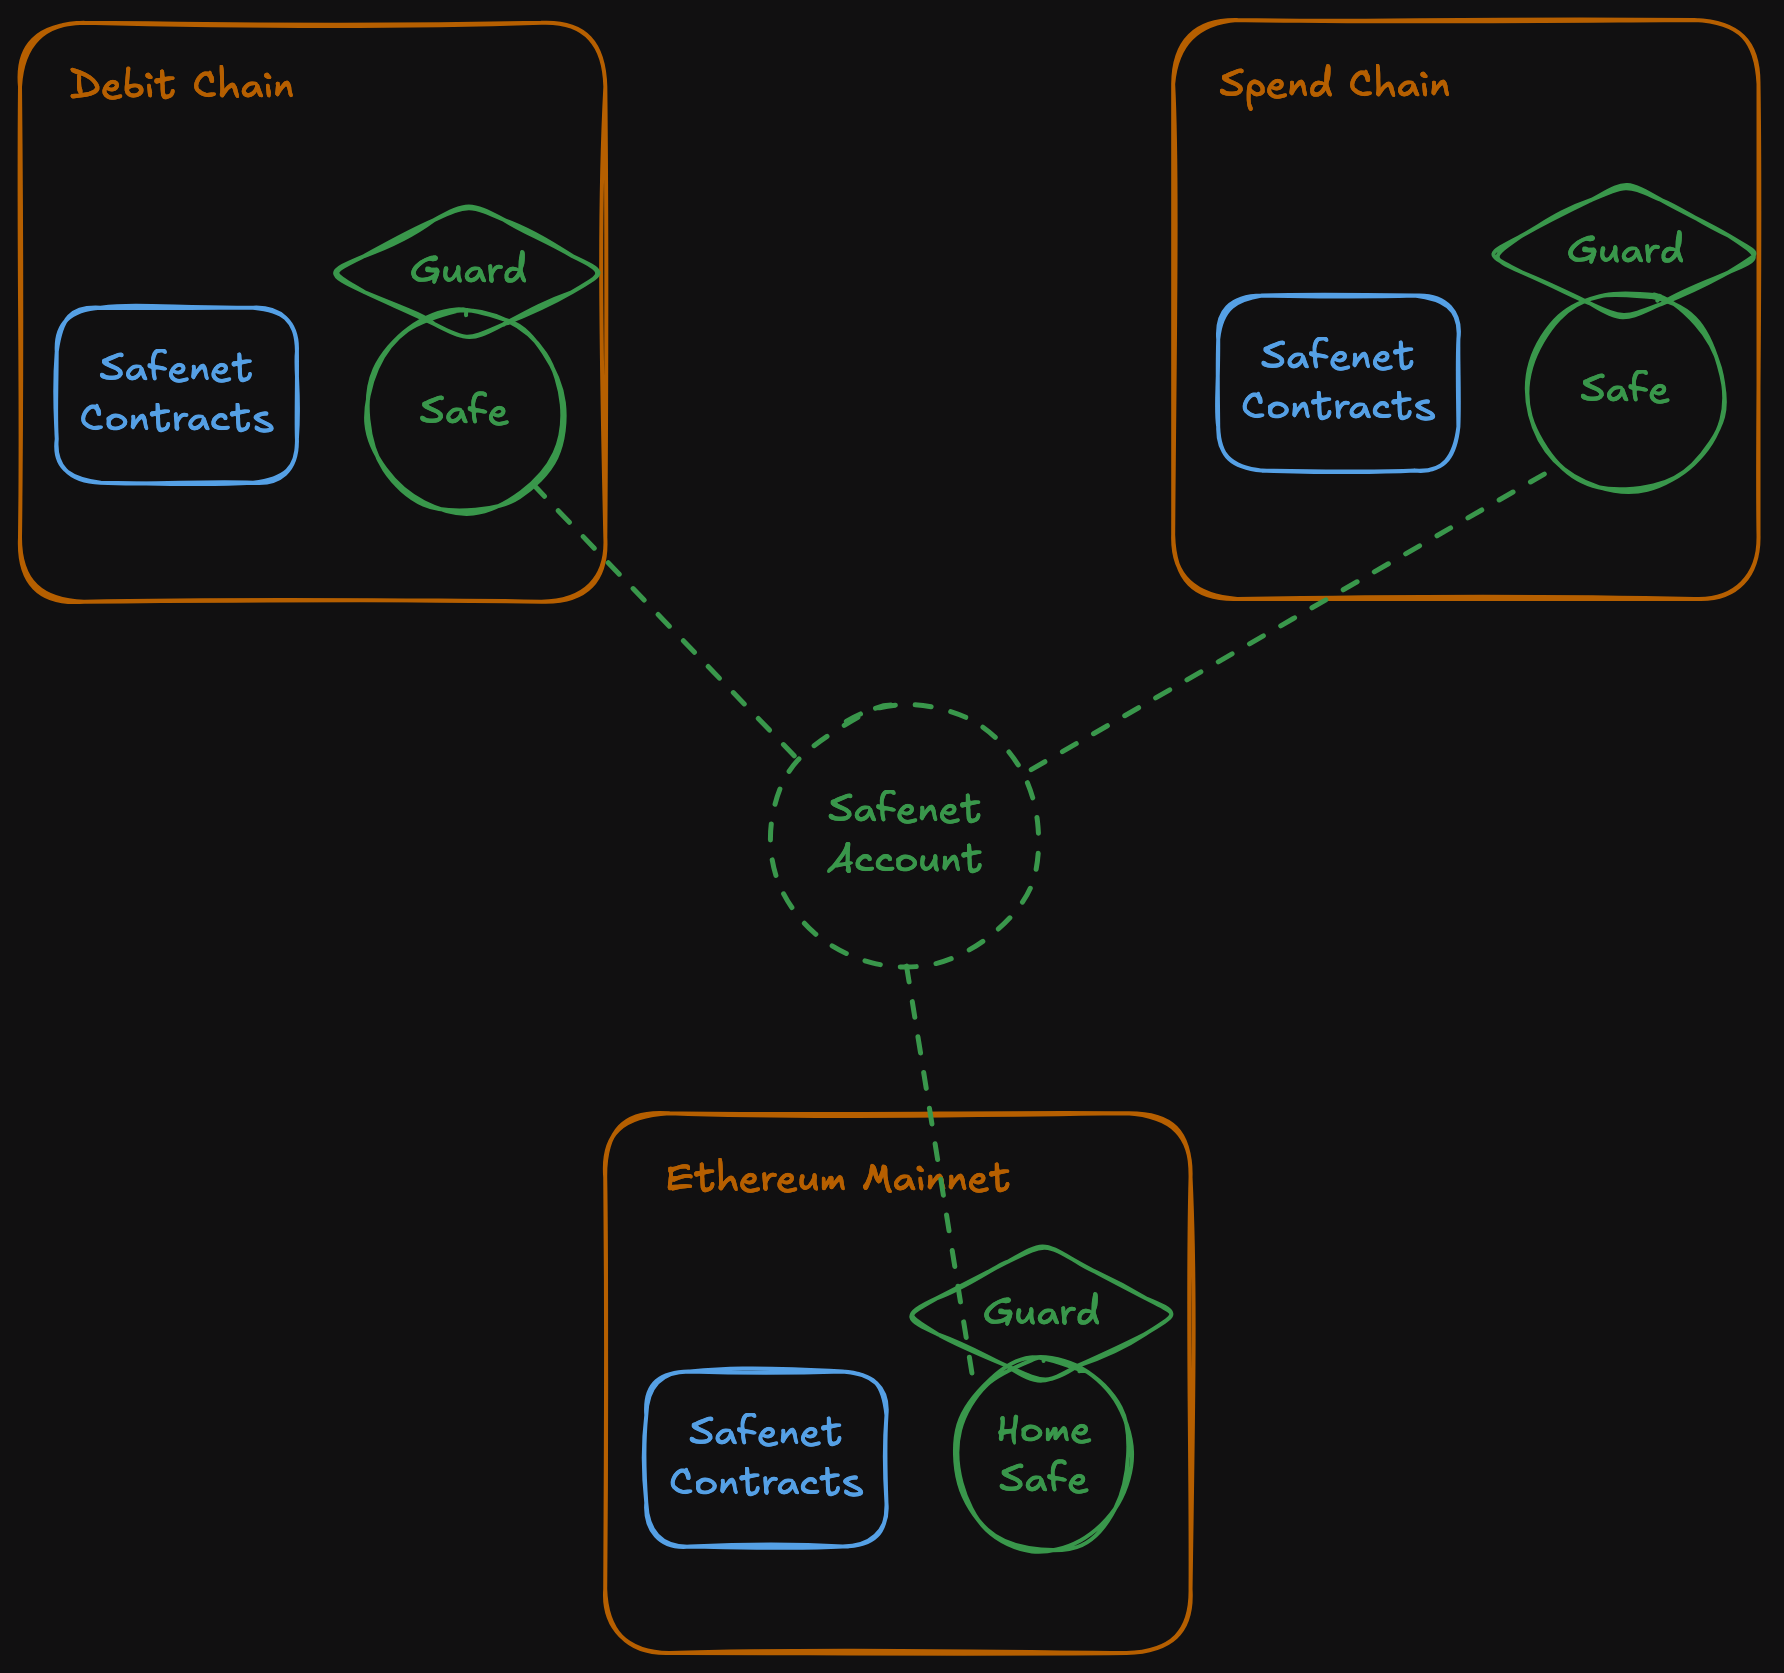 Debit Chain
Guard
Safenet
Contracts
Safe
Spend Chain
Guard
Safenet
Contracts
Safe
Safenet
Account
Ethereum Mainnet
Guard
Safenet
Contracts
Home
Safe